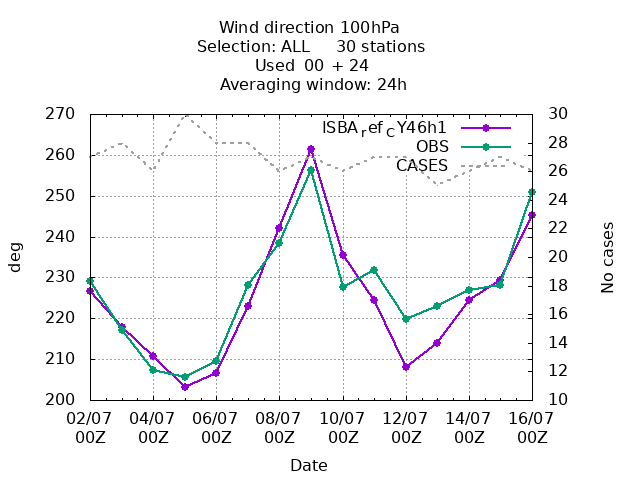 Wind direction 100hPa
Selection: ALL 30 stations
Used 00 + 24
Averaging window: 24h
270
260
250
240
230
220
210
200
deg
30
28
26
24
22
20
18
16
14
12
10
No cases
ISBA_ref_CY46h1
OBS
CASES
02/07 04/07 06/07 08/07 10/07 12/07 14/07 16/07
00Z 00Z 00Z 00Z 00Z 00Z 00Z 00Z
Date